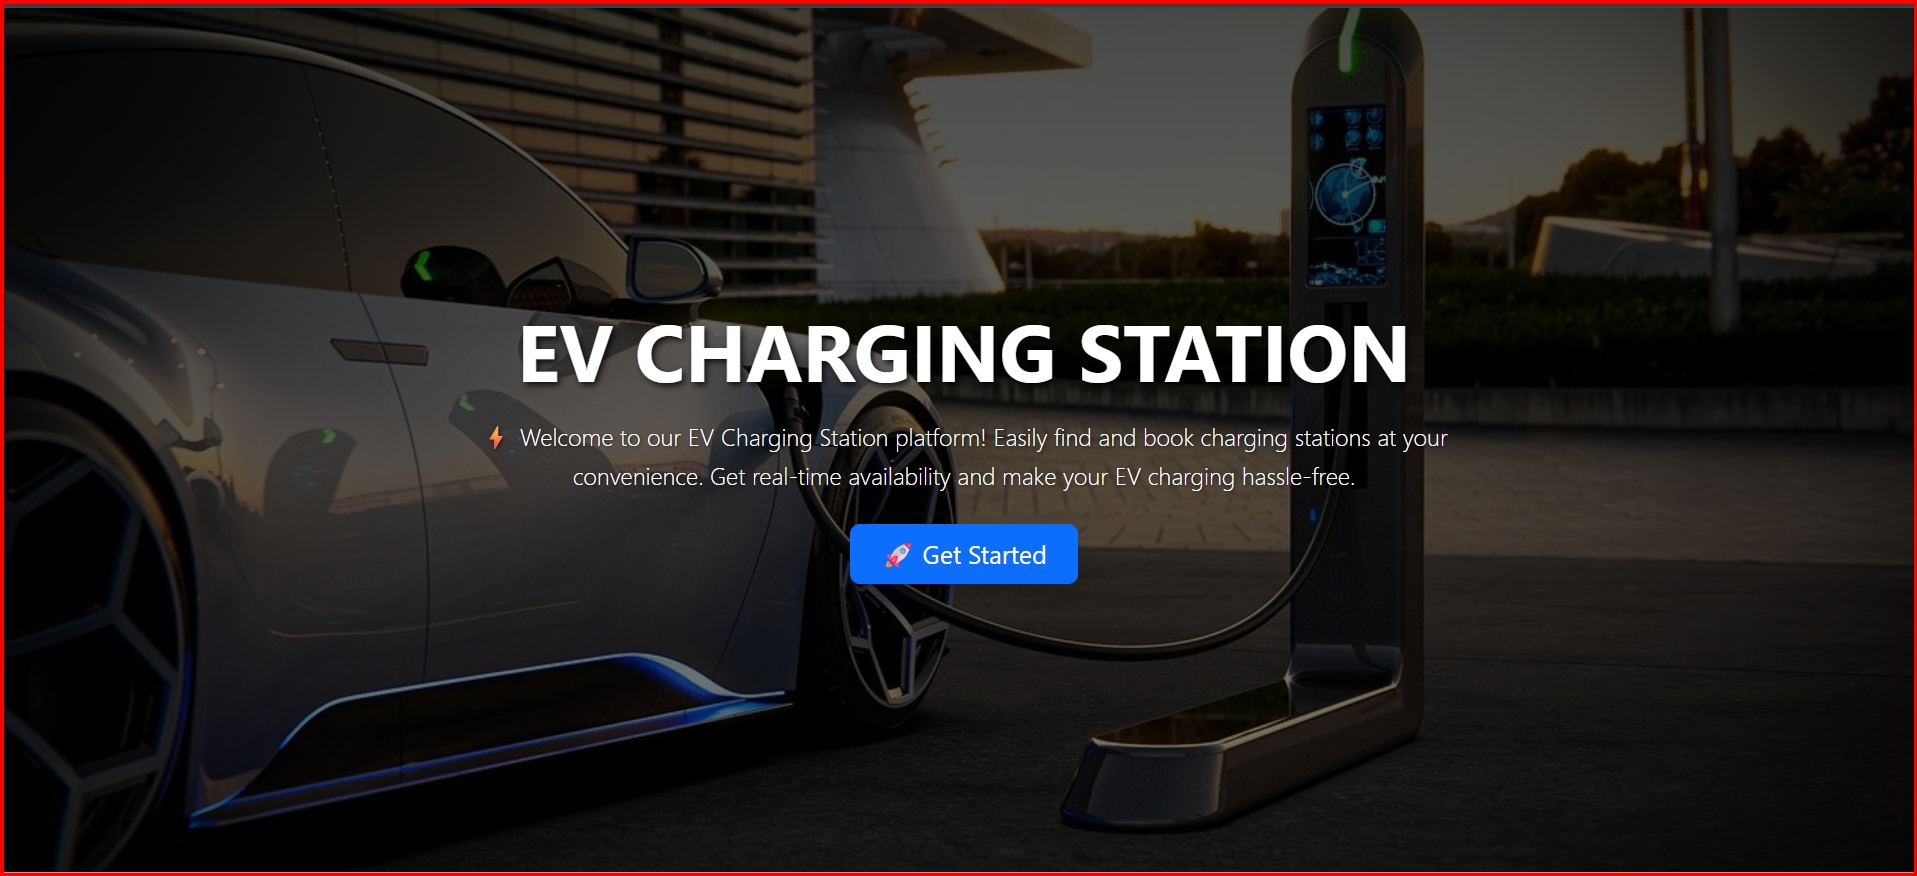 EV CHARGING STATION
⚡ Welcome to our EV Charging Station platform! Easily find and book charging stations at your
convenience. Get real-time availability and make your EV charging hassle-free.
🚀 Get Started